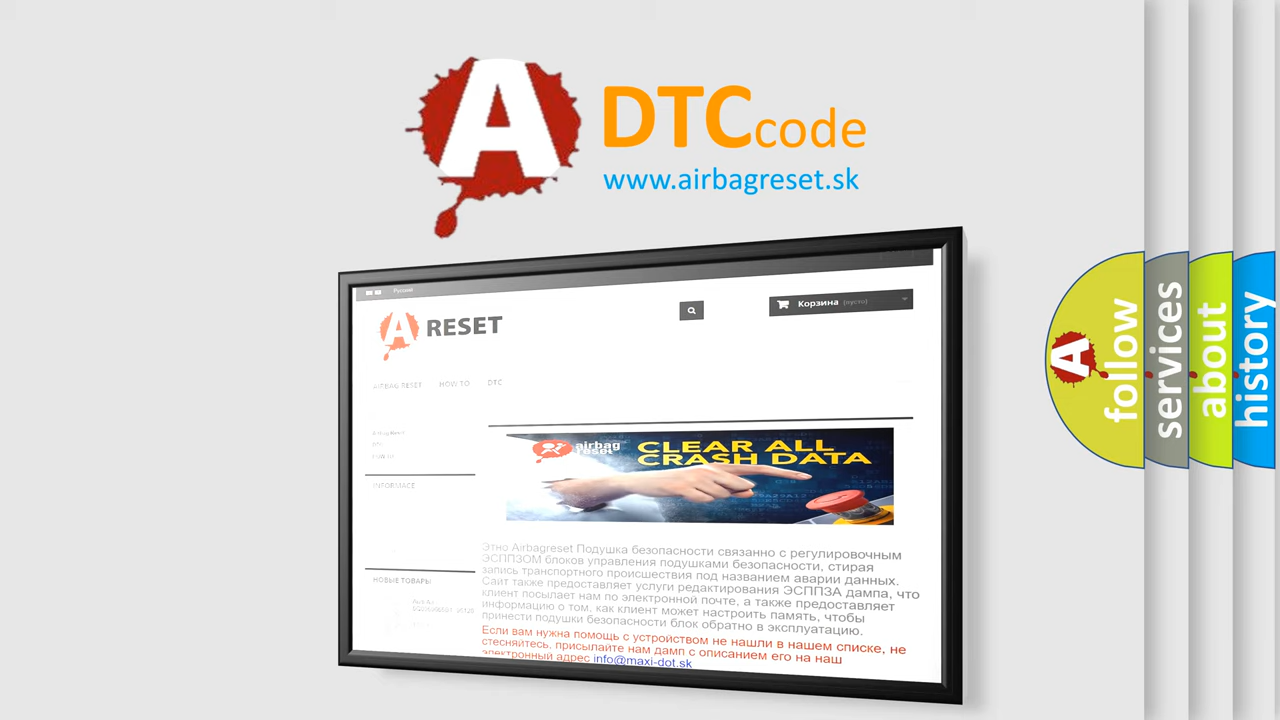 A
DTCcode
www.airbagreset.sk
Русский
A RESET
Корзина (пусто)
AIRBAG RESET HOW TO DTC
INFORMACE
airbag reset
CLEAR ALL
CRASH DATA
Этно Airbagreset Подушка безопасности связанно с регулировочным
ЭСППЗОМ блоков управления подушками безопасности, стирая
запись транспортного происшествия под названием аварии данных.
Сайт также предоставляет услуги редактирования ЭСППЗА дампа, что
клиент посылает нам по электронной почте, а также предоставляет
информацию о том, как клиент может настроить память, чтобы
принести подушки безопасности блок обратно в эксплуатацию.
Если вам нужна помощь с устройством не нашли в нашем списке, не
стесняйтесь, присылайте нам дамп с описанием его на наш
электронный адрес info@maxi-dot.sk
НОВЫЕ ТОВАРЫ
A
follow
services
about
history